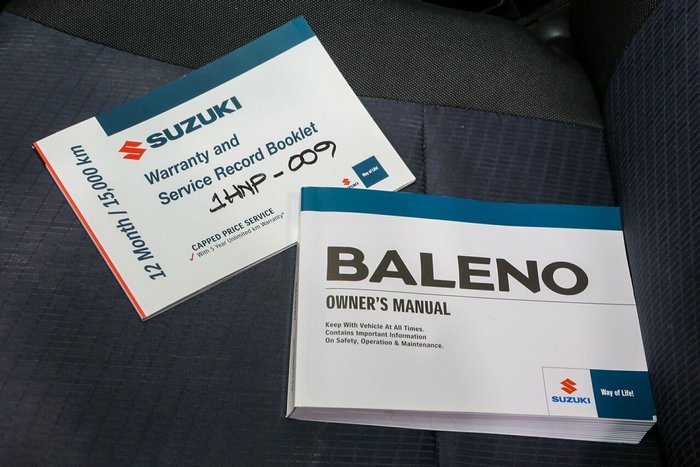 SUZUKI
Warranty and
Service Record Booklet
1HNP-009
CAPPED PRICE SERVICE
✓ With 5 Year Unlimited km Warranty*
12 Month / 15,000 km
SUZUKI
Way of Life!
BALENO
OWNER'S MANUAL
Keep With Vehicle At All Times.
Contains Important Information
On Safety, Operation & Maintenance.
SUZUKI
Way of Life!